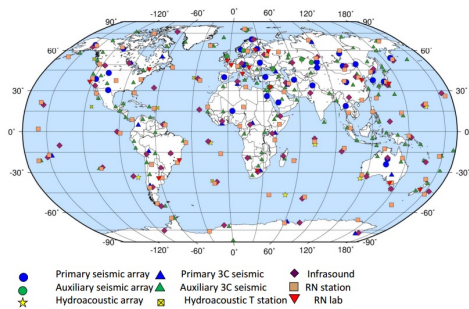 -120˚ -60˚ 0˚ 60˚ 120˚ 180˚
90˚ 90˚
60˚ 60˚
30˚ 30˚
0˚ 0˚
-30˚ -30˚
-60˚ -60˚
-90˚ -90˚
Primary seismic array Primary 3C seismic Infrasound
Auxiliary seismic array Auxiliary 3C seismic RN station
Hydroacoustic array Hydroacoustic T station RN lab